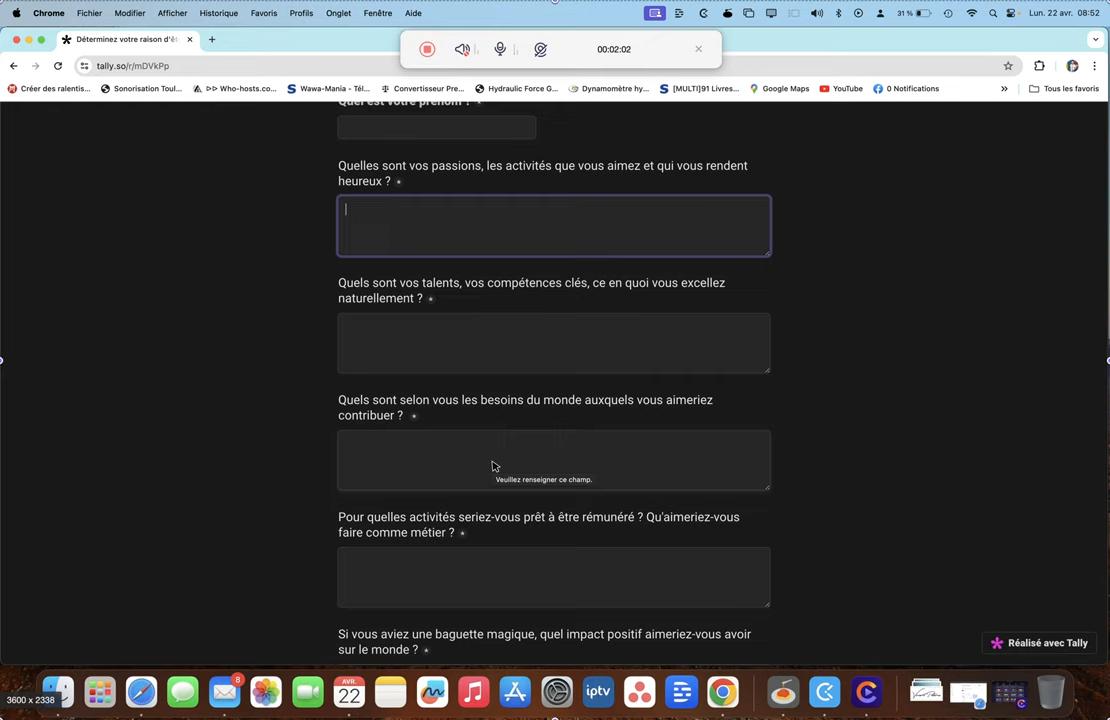 Chrome Fichier Modifier Afficher Historique Favoris Profils Onglet Fenêtre Aide 31 % Lun. 22 avr. 08:52
Déterminez votre raison d'êt
00:02:02
tally.so/r/mDVkPp
Créer des ralentis... Sonorisation Toul... ▷▷ Who-hosts.co... Wawa-Mania - Tél... Convertisseur Pre... Hydraulic Force G... Dynamomètre hy... [MULTI]91 Livres... Google Maps YouTube 0 Notifications » Tous les favoris
Quel est votre prénom ? *
Quelles sont vos passions, les activités que vous aimez et qui vous rendent
heureux ? *
Quels sont vos talents, vos compétences clés, ce en quoi vous excellez
naturellement ? *
Quels sont selon vous les besoins du monde auxquels vous aimeriez
contribuer ? *
Veuillez renseigner ce champ.
Pour quelles activités seriez-vous prêt à être rémunéré ? Qu'aimeriez-vous
faire comme métier ? *
Si vous aviez une baguette magique, quel impact positif aimeriez-vous avoir
sur le monde ? *
Réalisé avec Tally
8
AVR.
22
iptv
3600 x 2338